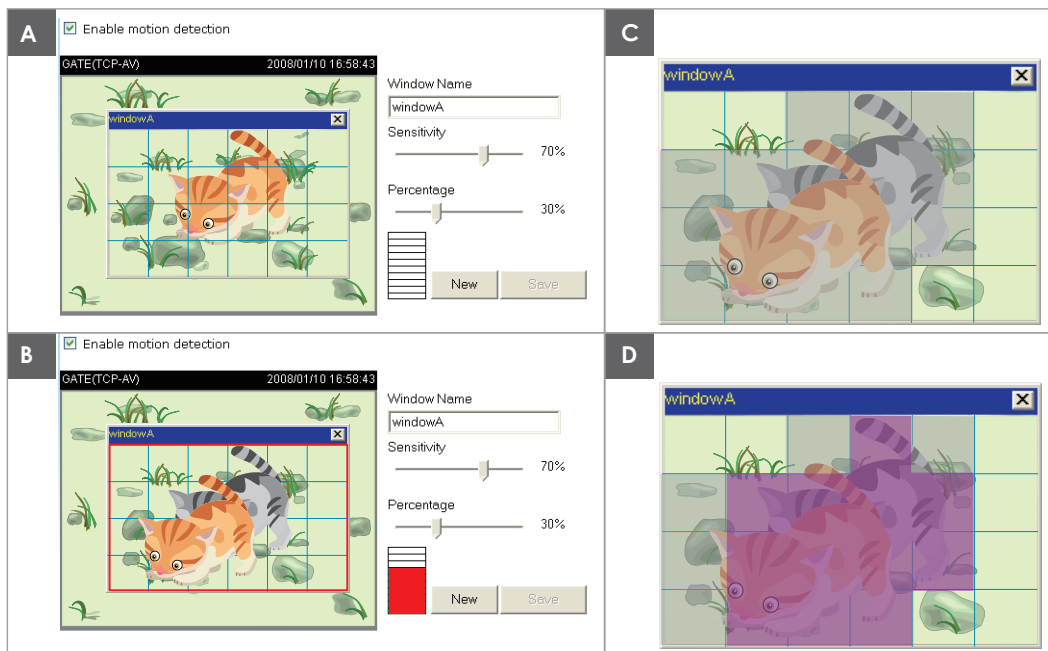 A
Enable motion detection
GATE(TCP-AV) 2008/01/10 16:58:43
windowA
Window Name
windowA
Sensitivity
70%
Percentage
30%
New Save
C
windowA
B
Enable motion detection
GATE(TCP-AV) 2008/01/10 16:58:43
windowA
Window Name
windowA
Sensitivity
70%
Percentage
30%
New Save
D
windowA